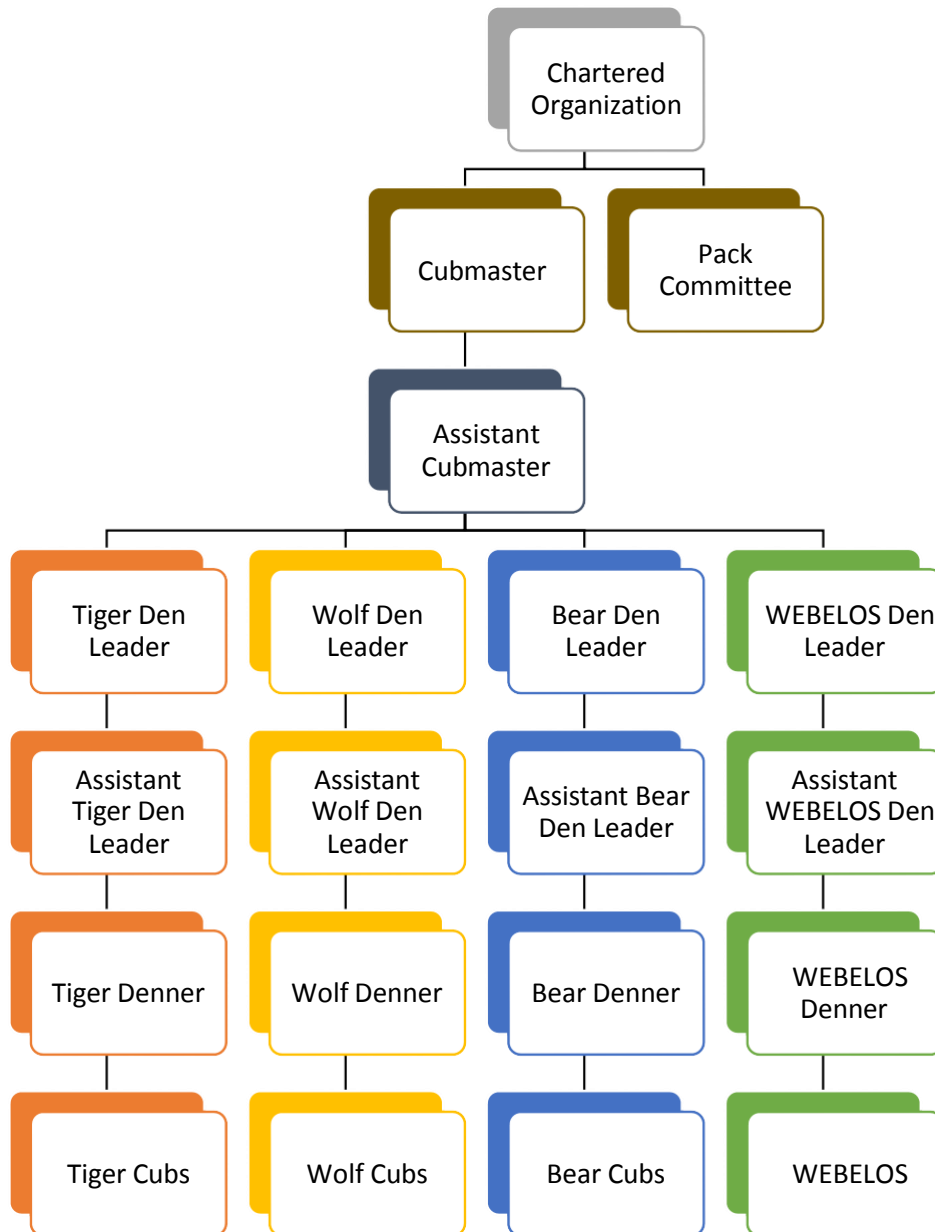 Chartered
Organization
Cubmaster
Pack
Committee
Assistant
Cubmaster
Tiger Den
Leader
Wolf Den
Leader
Bear Den
Leader
WEBELOS Den
Leader
Assistant
Tiger Den
Leader
Assistant
Wolf Den
Leader
Assistant Bear
Den Leader
Assistant
WEBELOS Den
Leader
Tiger Denner
Wolf Denner
Bear Denner
WEBELOS
Denner
Tiger Cubs
Wolf Cubs
Bear Cubs
WEBELOS